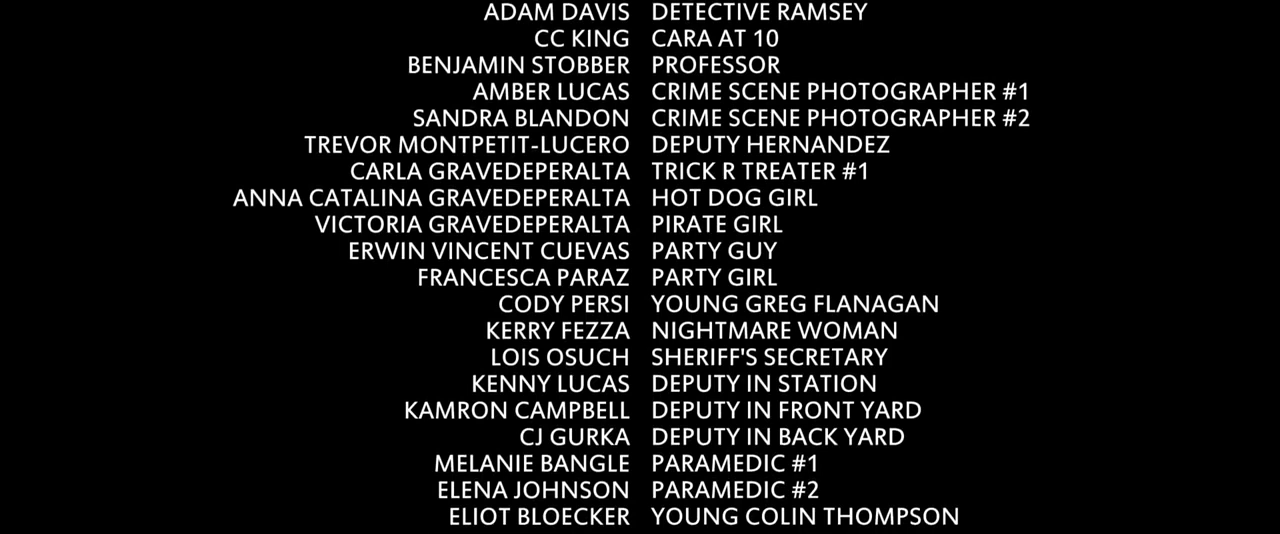 ADAM DAVIS DETECTIVE RAMSEY
CC KING CARA AT 10
BENJAMIN STOBBER PROFESSOR
AMBER LUCAS CRIME SCENE PHOTOGRAPHER #1
SANDRA BLANDON CRIME SCENE PHOTOGRAPHER #2
TREVOR MONTPETIT-LUCERO DEPUTY HERNANDEZ
CARLA GRAVEDEPERALTA TRICK R TREATER #1
ANNA CATALINA GRAVEDEPERALTA HOT DOG GIRL
VICTORIA GRAVEDEPERALTA PIRATE GIRL
ERWIN VINCENT CUEVAS PARTY GUY
FRANCESCA PARAZ PARTY GIRL
CODY PERSI YOUNG GREG FLANAGAN
KERRY FEZZA NIGHTMARE WOMAN
LOIS OSUCH SHERIFF'S SECRETARY
KENNY LUCAS DEPUTY IN STATION
KAMRON CAMPBELL DEPUTY IN FRONT YARD
CJ GURKA DEPUTY IN BACK YARD
MELANIE BANGLE PARAMEDIC #1
ELENA JOHNSON PARAMEDIC #2
ELIOT BLOECKER YOUNG COLIN THOMPSON